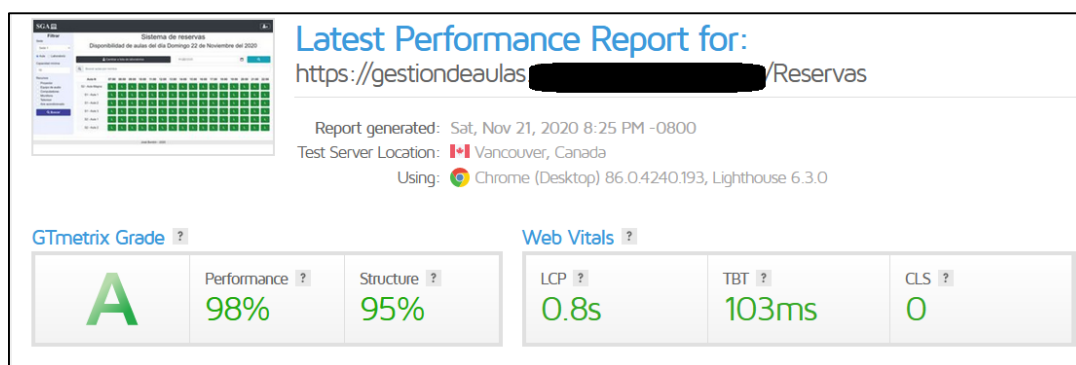 SGA
Sistema de reservas
Disponibilidad de aulas del día Domingo 22 de Noviembre del 2020
Filtrar
Latest Performance Report for:
https://gestiondeaulas. /Reservas
Report generated: Sat, Nov 21, 2020 8:25 PM -0800
Test Server Location: Vancouver, Canada
Using: Chrome (Desktop) 86.0.4240.193, Lighthouse 6.3.0
GTmetrix Grade ?
Web Vitals ?
A
Performance ?
98%
Structure ?
95%
LCP ?
0.8s
TBT ?
103ms
CLS ?
0